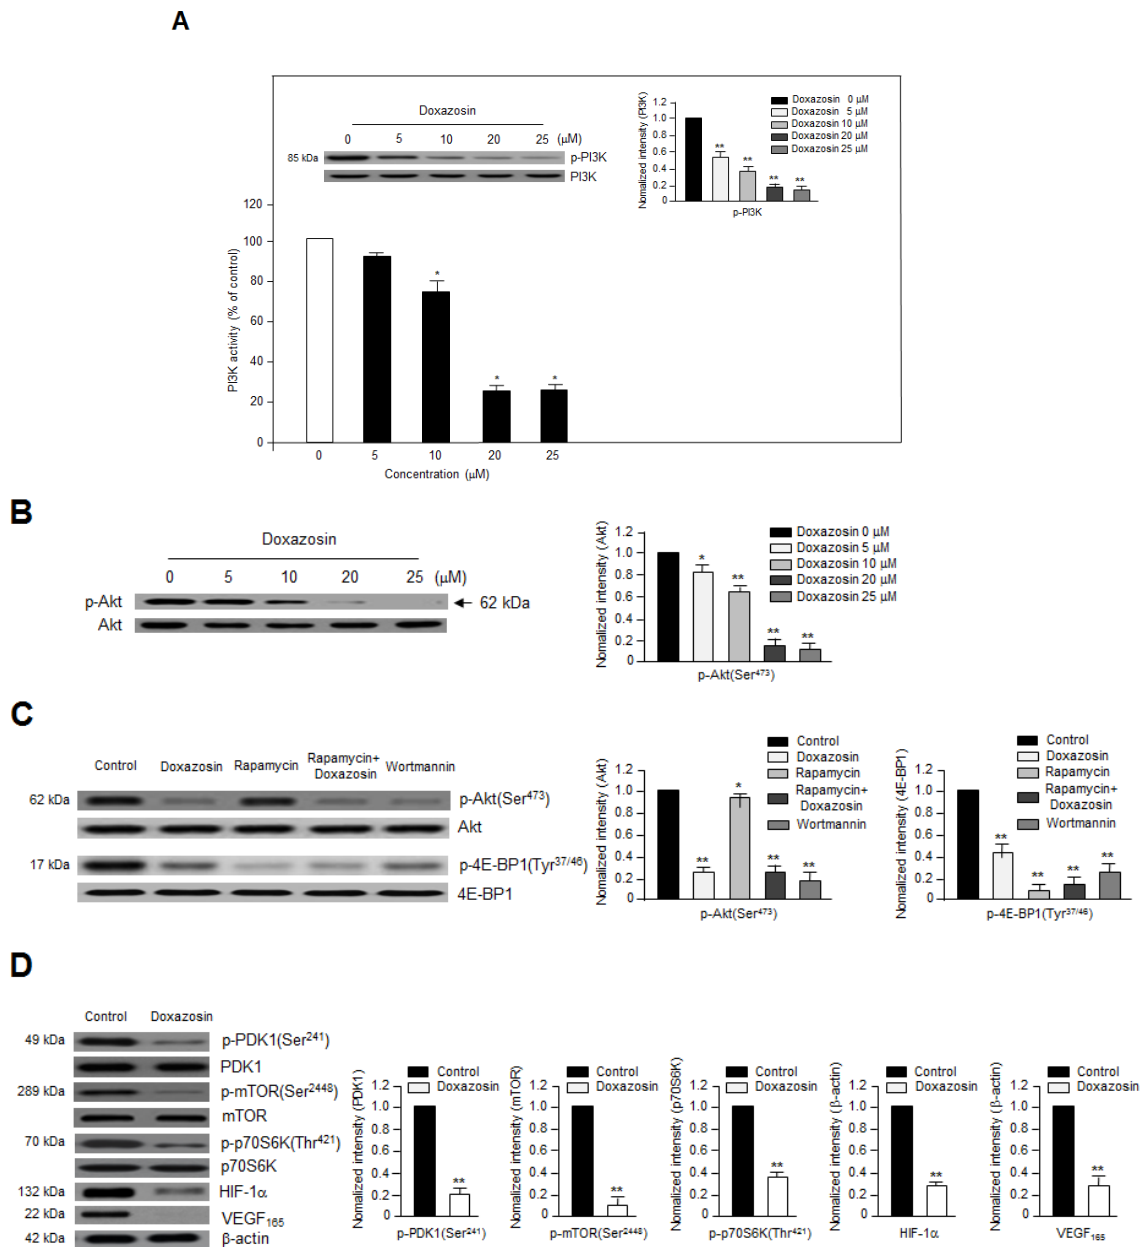 A
Doxazosin
0 5 10 20 25 (μM)
85 kDa p-PI3K
PI3K
Nomalized intensity (PI3K)
1.2
1.0
0.8
0.6
0.4
0.2
0
** ** ** **
p-PI3K
Doxazosin 0 μM
Doxazosin 5 μM
Doxazosin 10 μM
Doxazosin 20 μM
Doxazosin 25 μM
PI3K activity (% of control)
120
100
80
60
40
20
0
* * *
0 5 10 20 25
Concentration (μM)
B
Doxazosin
0 5 10 20 25 (μM)
p-Akt 62 kDa
Akt
Nomalized intensity (Akt)
1.2
1.0
0.8
0.6
0.4
0.2
0
* ** ** **
p-Akt(Ser473)
Doxazosin 0 μM
Doxazosin 5 μM
Doxazosin 10 μM
Doxazosin 20 μM
Doxazosin 25 μM
C
Control Doxazosin Rapamycin Rapamycin+ Doxazosin Wortmannin
62 kDa p-Akt(Ser473)
Akt
17 kDa p-4E-BP1(Tyr37/46)
4E-BP1
Nomalized intensity (Akt)
1.2
1.0
0.8
0.6
0.4
0.2
0
** * ** **
p-Akt(Ser473)
Control
Doxazosin
Rapamycin
Rapamycin+
Doxazosin
Wortmannin
Nomalized intensity (4E-BP1)
1.2
1.0
0.8
0.6
0.4
0.2
0
** ** ** **
p-4E-BP1(Tyr37/46)
Control
Doxazosin
Rapamycin
Rapamycin+
Doxazosin
Wortmannin
D
Control Doxazosin
49 kDa p-PDK1(Ser241)
PDK1
289 kDa p-mTOR(Ser2448)
mTOR
70 kDa p-p70S6K(Thr421)
p70S6K
132 kDa HIF-1α
22 kDa VEGF165
42 kDa β-actin
Nomalized intensity (PDK1)
1.2
1.0
0.8
0.6
0.4
0.2
0
Control
Doxazosin
**
p-PDK1(Ser241)
Nomalized intensity (mTOR)
1.2
1.0
0.8
0.6
0.4
0.2
0
Control
Doxazosin
**
p-mTOR(Ser2448)
Nomalized intensity (p70S6K)
1.2
1.0
0.8
0.6
0.4
0.2
0
Control
Doxazosin
**
p-p70S6K(Thr421)
Nomalized intensity (β-actin)
1.2
1.0
0.8
0.6
0.4
0.2
0
Control
Doxazosin
**
HIF-1α
Nomalized intensity (β-actin)
1.2
1.0
0.8
0.6
0.4
0.2
0
Control
Doxazosin
**
VEGF165